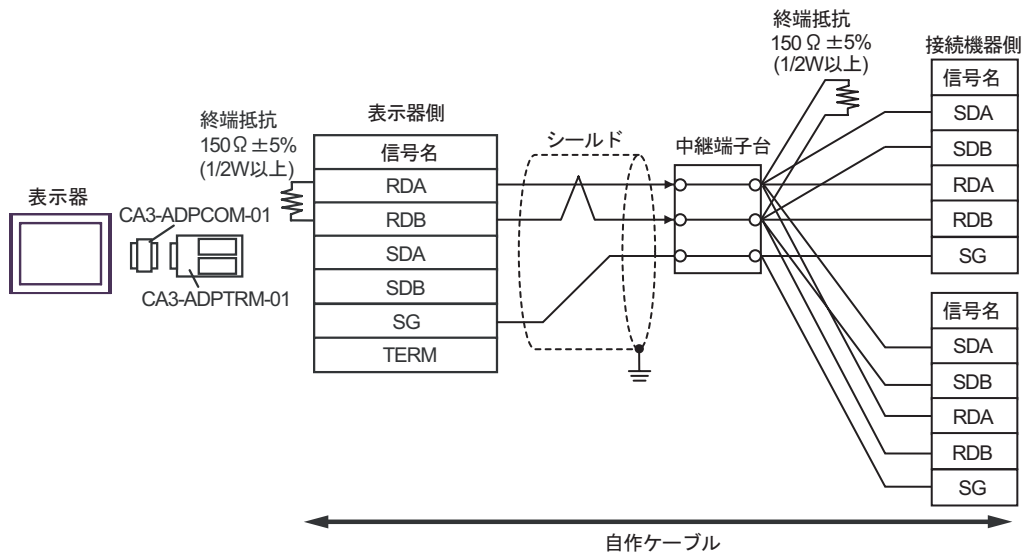 終端抵抗
150 Ω ±5%
(1/2W以上)
接続機器側
信号名
SDA
SDB
RDA
RDB
SG
終端抵抗
150Ω ±5%
(1/2W以上)
表示器側
信号名
RDA
RDB
SDA
SDB
SG
TERM
シールド
中継端子台
表示器
CA3-ADPCOM-01
CA3-ADPTRM-01
信号名
SDA
SDB
RDA
RDB
SG
自作ケーブル